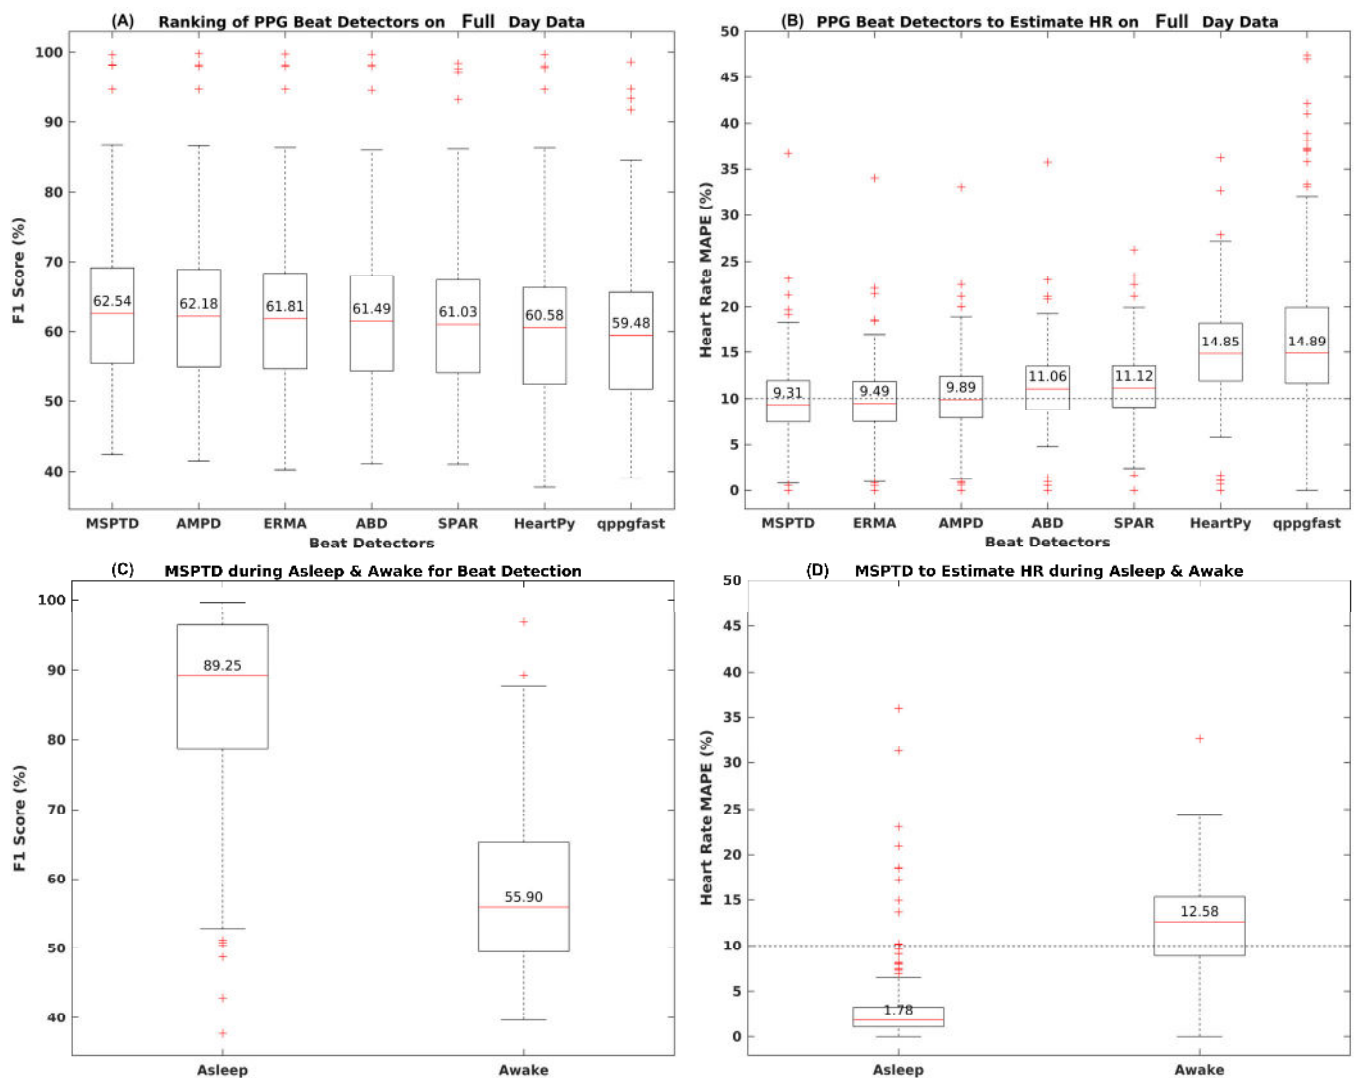 (A) Ranking of PPG Beat Detectors on Full Day Data
100
90
80
70
60
50
40
F1 Score (%)
62.54 62.18 61.81 61.49 61.03 60.58 59.48
MSPTD AMPD ERMA ABD SPAR HeartPy qppgfast
Beat Detectors
(B) PPG Beat Detectors to Estimate HR on Full Day Data
50
45
40
35
30
25
20
15
10
5
0
Heart Rate MAPE (%)
9.31 9.49 9.89 11.06 11.12 14.85 14.89
MSPTD ERMA AMPD ABD SPAR HeartPy qppgfast
Beat Detectors
(C) MSPTD during Asleep & Awake for Beat Detection
100
90
80
70
60
50
40
F1 Score (%)
89.25
55.90
Asleep Awake
(D) MSPTD to Estimate HR during Asleep & Awake
50
45
40
35
30
25
20
15
10
5
0
Heart Rate MAPE (%)
1.78
12.58
Asleep Awake